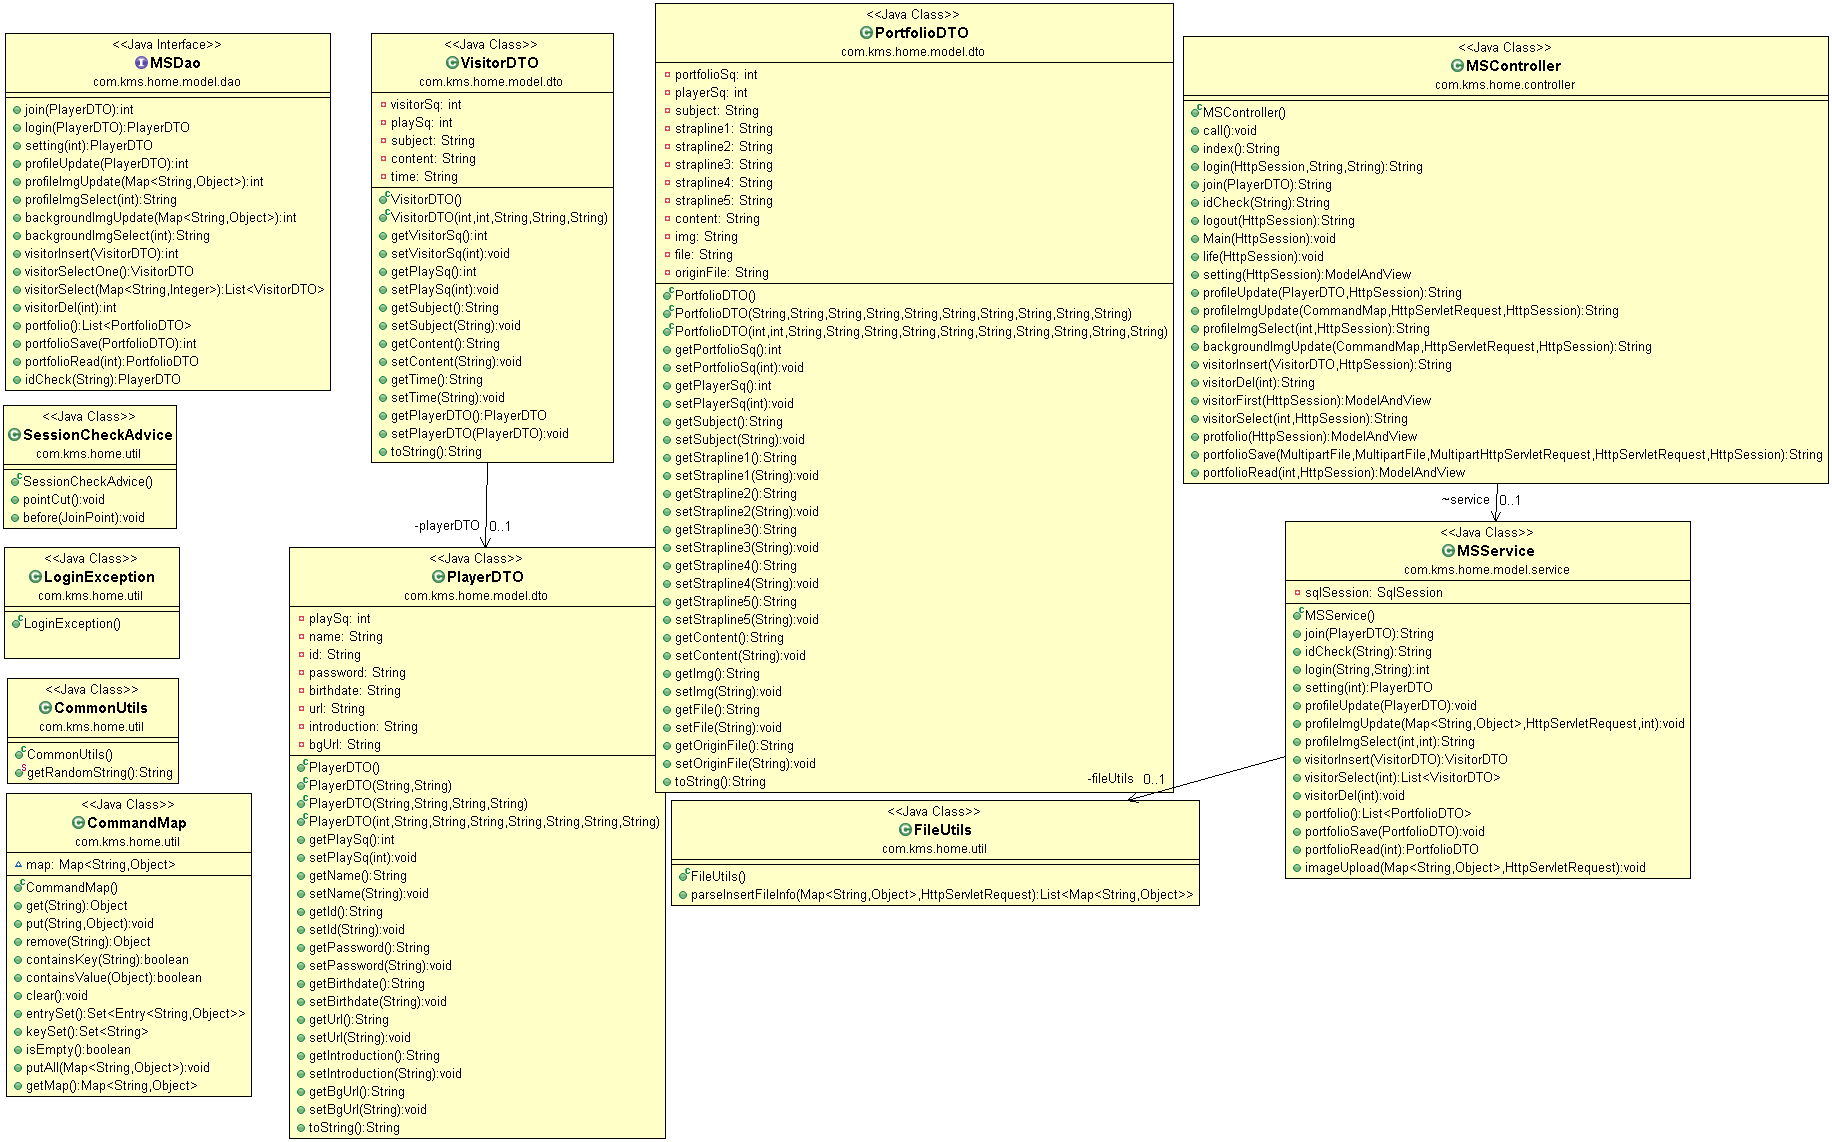 <<Java Interface>>
MSDao
com.kms.home.model.dao
join(PlayerDTO):int
login(PlayerDTO):PlayerDTO
setting(int):PlayerDTO
profileUpdate(PlayerDTO):int
profileImgUpdate(Map<String,Object>):int
profileImgSelect(int):String
backgroundImgUpdate(Map<String,Object>):int
backgroundImgSelect(int):String
visitorInsert(VisitorDTO):int
visitorSelectOne():VisitorDTO
visitorSelect(Map<String,Integer>):List<VisitorDTO>
visitorDel(int):int
portfolio():List<PortfolioDTO>
portfolioSave(PortfolioDTO):int
portfolioRead(int):PortfolioDTO
idCheck(String):PlayerDTO
<<Java Class>>
SessionCheckAdvice
com.kms.home.util
SessionCheckAdvice()
pointCut():void
before(JoinPoint):void
<<Java Class>>
LoginException
com.kms.home.util
LoginException()
<<Java Class>>
CommonUtils
com.kms.home.util
CommonUtils()
getRandomString():String
<<Java Class>>
CommandMap
com.kms.home.util
map: Map<String,Object>
CommandMap()
get(String):Object
put(String,Object):void
remove(String):Object
containsKey(String):boolean
containsValue(Object):boolean
clear():void
entrySet():Set<Entry<String,Object>>
keySet():Set<String>
isEmpty():boolean
putAll(Map<String,Object>):void
getMap():Map<String,Object>
<<Java Class>>
VisitorDTO
com.kms.home.model.dto
visitorSq: int
playSq: int
subject: String
content: String
time: String
VisitorDTO()
VisitorDTO(int,int,String,String,String)
getVisitorSq():int
setVisitorSq(int):void
getPlaySq():int
setPlaySq(int):void
getSubject():String
setSubject(String):void
getContent():String
setContent(String):void
getTime():String
setTime(String):void
getPlayerDTO():PlayerDTO
setPlayerDTO(PlayerDTO):void
toString():String
-playerDTO 0..1
<<Java Class>>
PlayerDTO
com.kms.home.model.dto
playSq: int
name: String
id: String
password: String
birthdate: String
url: String
introduction: String
bgUrl: String
PlayerDTO()
PlayerDTO(String,String)
PlayerDTO(String,String,String,String)
PlayerDTO(int,String,String,String,String,String,String,String)
getPlaySq():int
setPlaySq(int):void
getName():String
setName(String):void
getId():String
setId(String):void
getPassword():String
setPassword(String):void
getBirthdate():String
setBirthdate(String):void
getUrl():String
setUrl(String):void
getIntroduction():String
setIntroduction(String):void
getBgUrl():String
setBgUrl(String):void
toString():String
<<Java Class>>
PortfolioDTO
com.kms.home.model.dto
portfolioSq: int
playerSq: int
subject: String
strapline1: String
strapline2: String
strapline3: String
strapline4: String
strapline5: String
content: String
img: String
file: String
originFile: String
PortfolioDTO()
PortfolioDTO(String,String,String,String,String,String,String,String,String)
PortfolioDTO(int,int,String,String,String,String,String,String,String,String,String,String)
getPortfolioSq():int
setPortfolioSq(int):void
getPlayerSq():int
setPlayerSq(int):void
getSubject():String
setSubject(String):void
getStrapline1():String
setStrapline1(String):void
getStrapline2():String
setStrapline2(String):void
getStrapline3():String
setStrapline3(String):void
getStrapline4():String
setStrapline4(String):void
getStrapline5():String
setStrapline5(String):void
getContent():String
setContent(String):void
getImg():String
setImg(String):void
getFile():String
setFile(String):void
getOriginFile():String
setOriginFile(String):void
toString():String
-fileUtils 0..1
<<Java Class>>
FileUtils
com.kms.home.util
FileUtils()
parseInsertFileInfo(Map<String,Object>,HttpServletRequest):List<Map<String,Object>>
<<Java Class>>
MSController
com.kms.home.controller
MSController()
call():void
index():String
login(HttpSession,String,String):String
join(PlayerDTO):String
idCheck(String):String
logout(HttpSession):String
Main(HttpSession):void
life(HttpSession):void
setting(HttpSession):ModelAndView
profileUpdate(PlayerDTO,HttpSession):String
profileImgUpdate(CommandMap,HttpServletRequest,HttpSession):String
profileImgSelect(int,HttpSession):String
backgroundImgUpdate(CommandMap,HttpServletRequest,HttpSession):String
visitorInsert(VisitorDTO,HttpSession):String
visitorDel(int):String
visitorFirst(HttpSession):ModelAndView
visitorSelect(int,HttpSession):String
protfolio(HttpSession):ModelAndView
portfolioSave(MultipartFile,MultipartFile,MultipartHttpServletRequest,HttpServletRequest,HttpSession):String
portfolioRead(int,HttpSession):ModelAndView
~service 0..1
<<Java Class>>
MSService
com.kms.home.model.service
sqlSession: SqlSession
MSService()
join(PlayerDTO):String
idCheck(String):String
login(String,String):int
setting(int):PlayerDTO
profileUpdate(PlayerDTO):void
profileImgUpdate(Map<String,Object>,HttpServletRequest,int):void
profileImgSelect(int,int):String
visitorInsert(VisitorDTO):VisitorDTO
visitorSelect(int):List<VisitorDTO>
visitorDel(int):void
portfolio():List<PortfolioDTO>
portfolioSave(PortfolioDTO):void
portfolioRead(int):PortfolioDTO
imageUpload(Map<String,Object>,HttpServletRequest):void